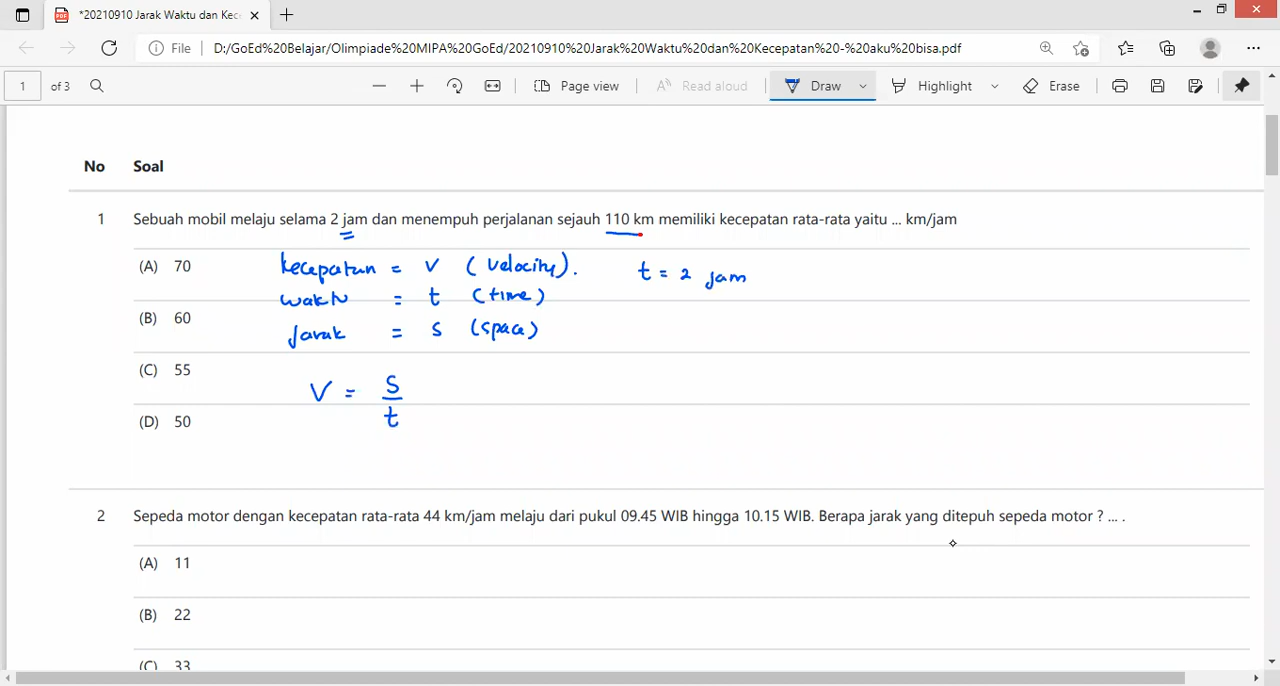 *20210910 Jarak Waktu dan Kece
File D:/GoEd%20Belajar/Olimpiade%20MIPA%20GoEd/20210910%20Jarak%20Waktu%20dan%20Kecepatan%20-%20aku%20bisa.pdf
1 of 3 Page view Read aloud Draw Highlight Erase
No Soal
1 Sebuah mobil melaju selama 2 jam dan menempuh perjalanan sejauh 110 km memiliki kecepatan rata-rata yaitu ... km/jam
(A) 70
kecepatan = v (velocity). t = 2 jam
waktu = t (time)
(B) 60
jarak = s (space)
(C) 55
V = s/t
(D) 50
2 Sepeda motor dengan kecepatan rata-rata 44 km/jam melaju dari pukul 09.45 WIB hingga 10.15 WIB. Berapa jarak yang ditepuh sepeda motor ? ... .
(A) 11
(B) 22
(C) 33